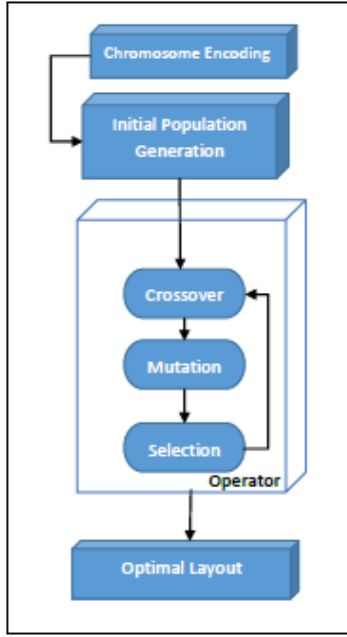 Chromosome Encoding
Initial Population
Generation
Crossover
Mutation
Selection
Operator
Optimal Layout